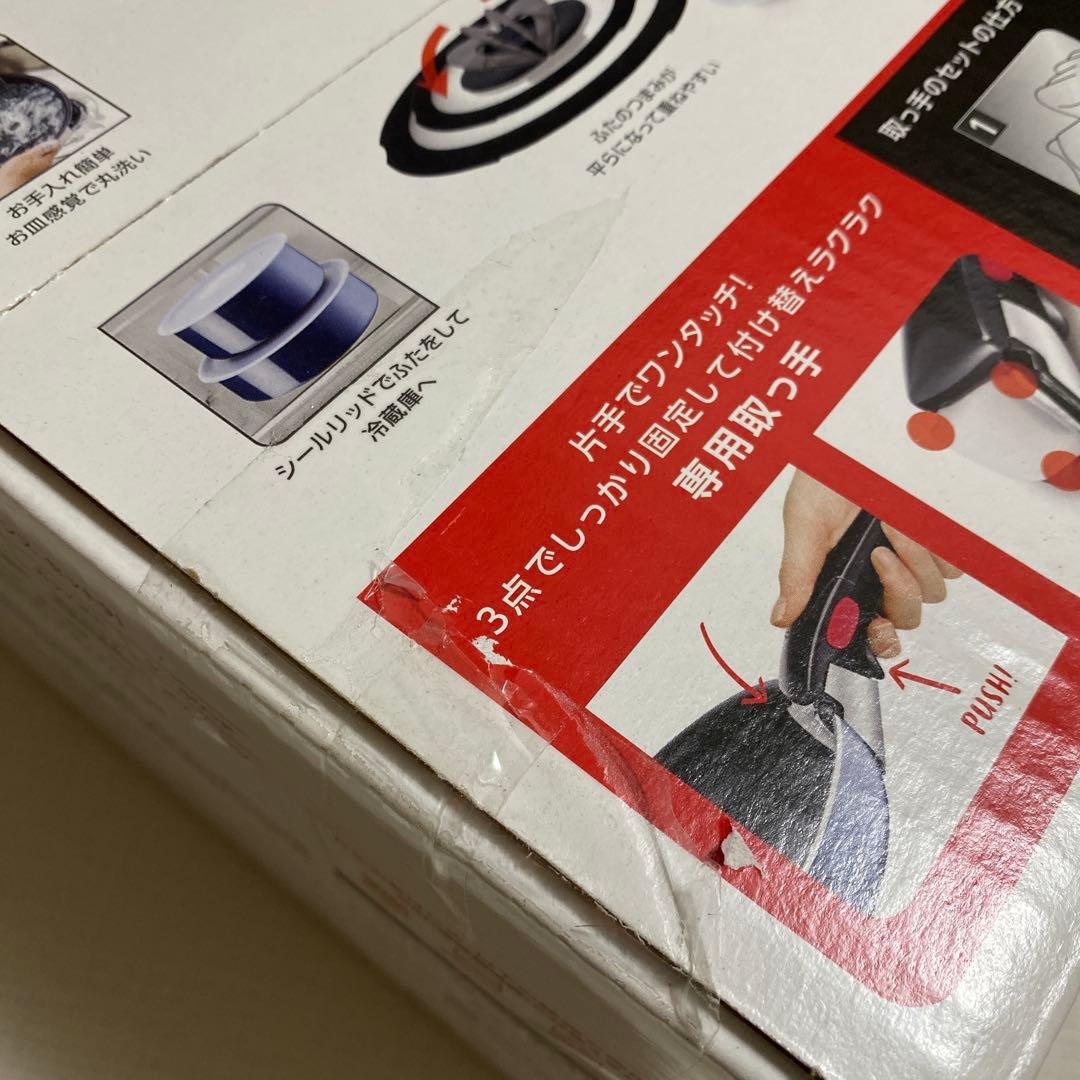 お手入れ簡単
お皿感覚で丸洗い
ふたのつまみが
平らになって重ねやすい
取っ手のセットの仕方
1
シールリッドでふたをして
冷蔵庫へ
片手でワンタッチ!
3点でしっかり固定して付け替えラクラク
専用取っ手
PUSH!